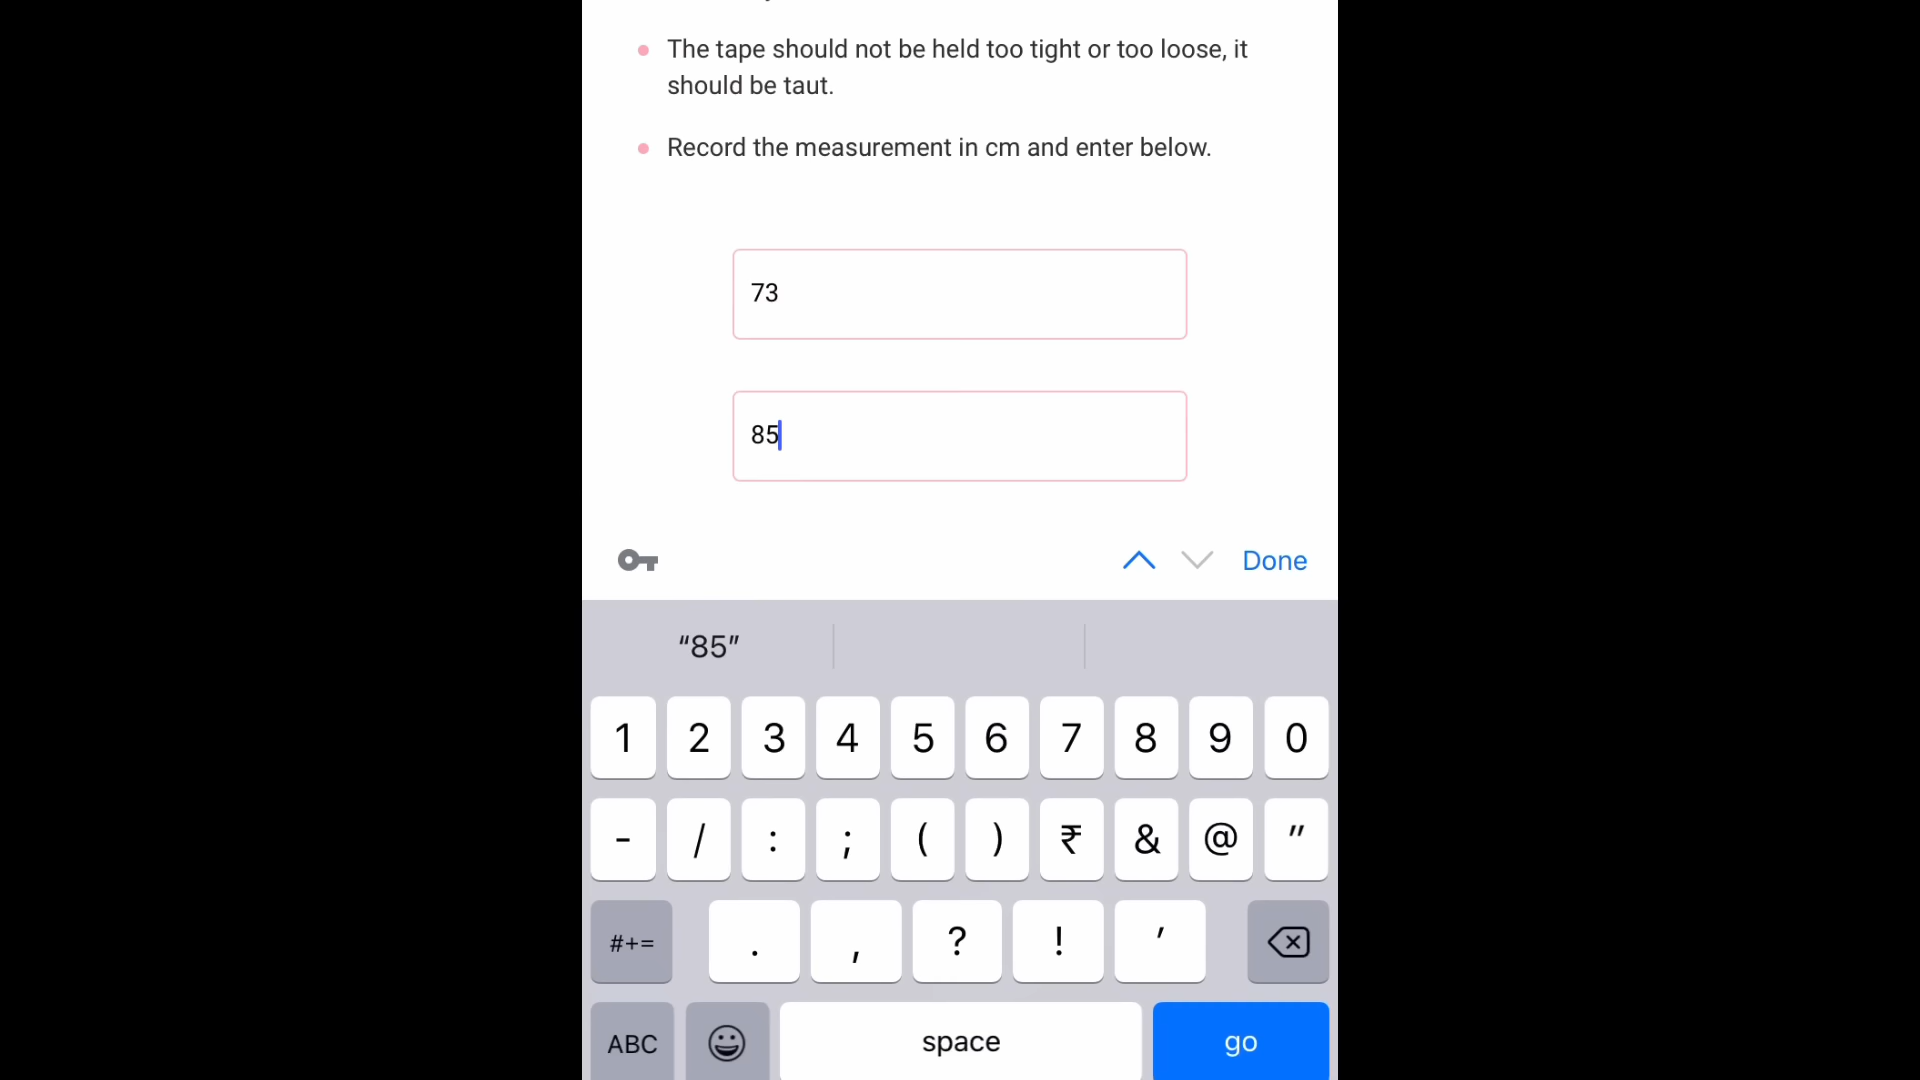 The tape should not be held too tight or too loose, it
should be taut.
Record the measurement in cm and enter below.
73
85
Done
“85”
1 2 3 4 5 6 7 8 9 0
- / : ; ( ) ₹ & @ "
#+= . , ? ! '
ABC space go